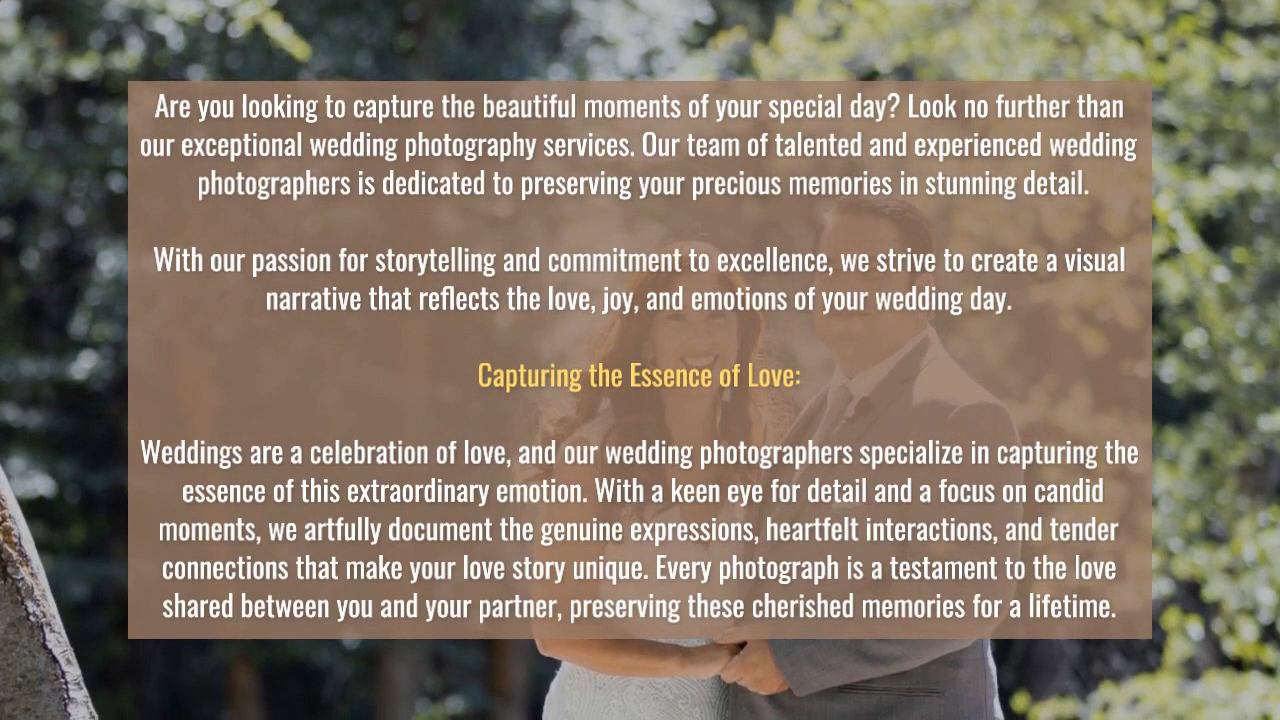 Are you looking to capture the beautiful moments of your special day? Look no further than
our exceptional wedding photography services. Our team of talented and experienced wedding
photographers is dedicated to preserving your precious memories in stunning detail.
With our passion for storytelling and commitment to excellence, we strive to create a visual
narrative that reflects the love, joy, and emotions of your wedding day.
Capturing the Essence of Love:
Weddings are a celebration of love, and our wedding photographers specialize in capturing the
essence of this extraordinary emotion. With a keen eye for detail and a focus on candid
moments, we artfully document the genuine expressions, heartfelt interactions, and tender
connections that make your love story unique. Every photograph is a testament to the love
shared between you and your partner, preserving these cherished memories for a lifetime.